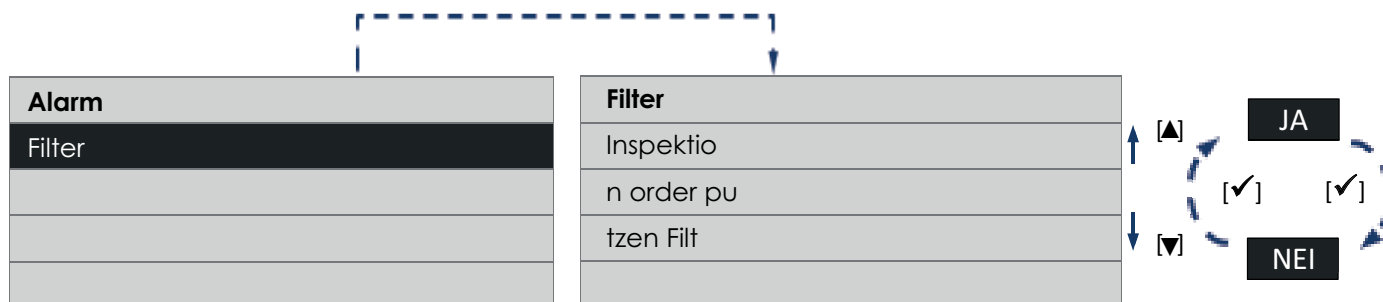 Alarm
Filter
Filter
Inspektio
n order pu
tzen Filt
[▲]
[▼]
JA
[✓] [✓]
NEI